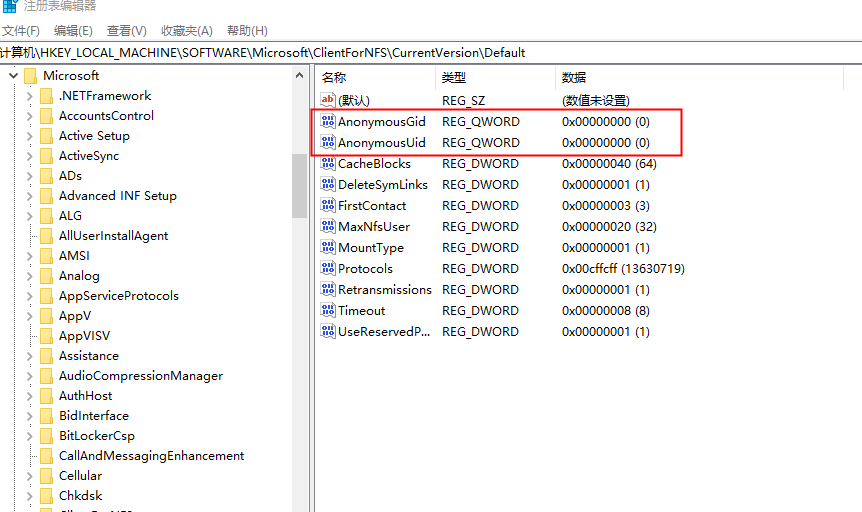 注册表编辑器
文件(F) 编辑(E) 查看(V) 收藏夹(A) 帮助(H)
计算机\HKEY_LOCAL_MACHINE\SOFTWARE\Microsoft\ClientForNFS\CurrentVersion\Default
Microsoft
.NETFramework
AccountsControl
Active Setup
ActiveSync
ADs
Advanced INF Setup
ALG
AllUserInstallAgent
AMSI
Analog
AppServiceProtocols
AppV
AppVISV
Assistance
AudioCompressionManager
AuthHost
BidInterface
BitLockerCsp
CallAndMessagingEnhancement
Cellular
Chkdsk
名称 类型 数据
(默认) REG_SZ (数值未设置)
AnonymousGid REG_QWORD 0x00000000 (0)
AnonymousUid REG_QWORD 0x00000000 (0)
CacheBlocks REG_DWORD 0x00000040 (64)
DeleteSymLinks REG_DWORD 0x00000001 (1)
FirstContact REG_DWORD 0x00000003 (3)
MaxNfsUser REG_DWORD 0x00000020 (32)
MountType REG_DWORD 0x00000001 (1)
Protocols REG_DWORD 0x00cffcff (13630719)
Retransmissions REG_DWORD 0x00000001 (1)
Timeout REG_DWORD 0x00000008 (8)
UseReservedP... REG_DWORD 0x00000001 (1)